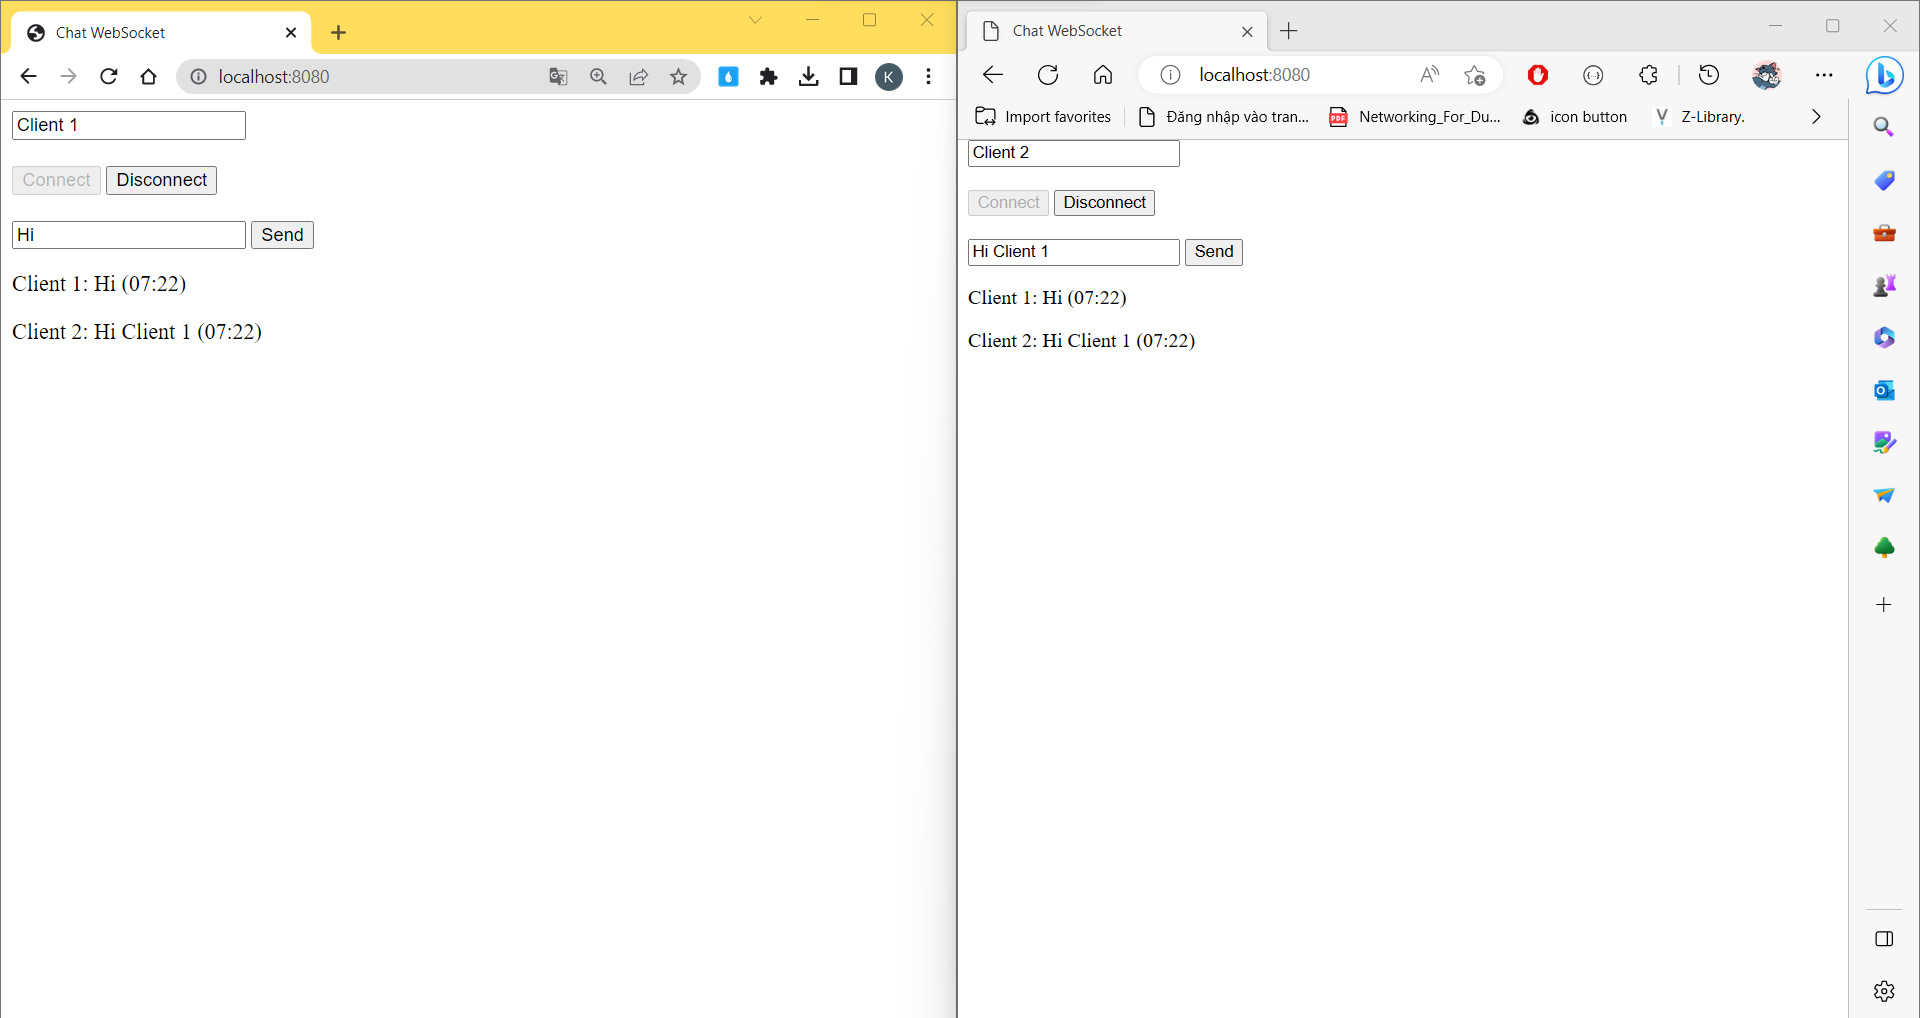 Chat WebSocket
localhost:8080
K
Client 1
Connect Disconnect
Hi Send
Client 1: Hi (07:22)
Client 2: Hi Client 1 (07:22)
Chat WebSocket
localhost:8080
Import favorites Đăng nhập vào tran... PDF Networking_For_Du... icon button Z-Library.
Client 2
Connect Disconnect
Hi Client 1 Send
Client 1: Hi (07:22)
Client 2: Hi Client 1 (07:22)